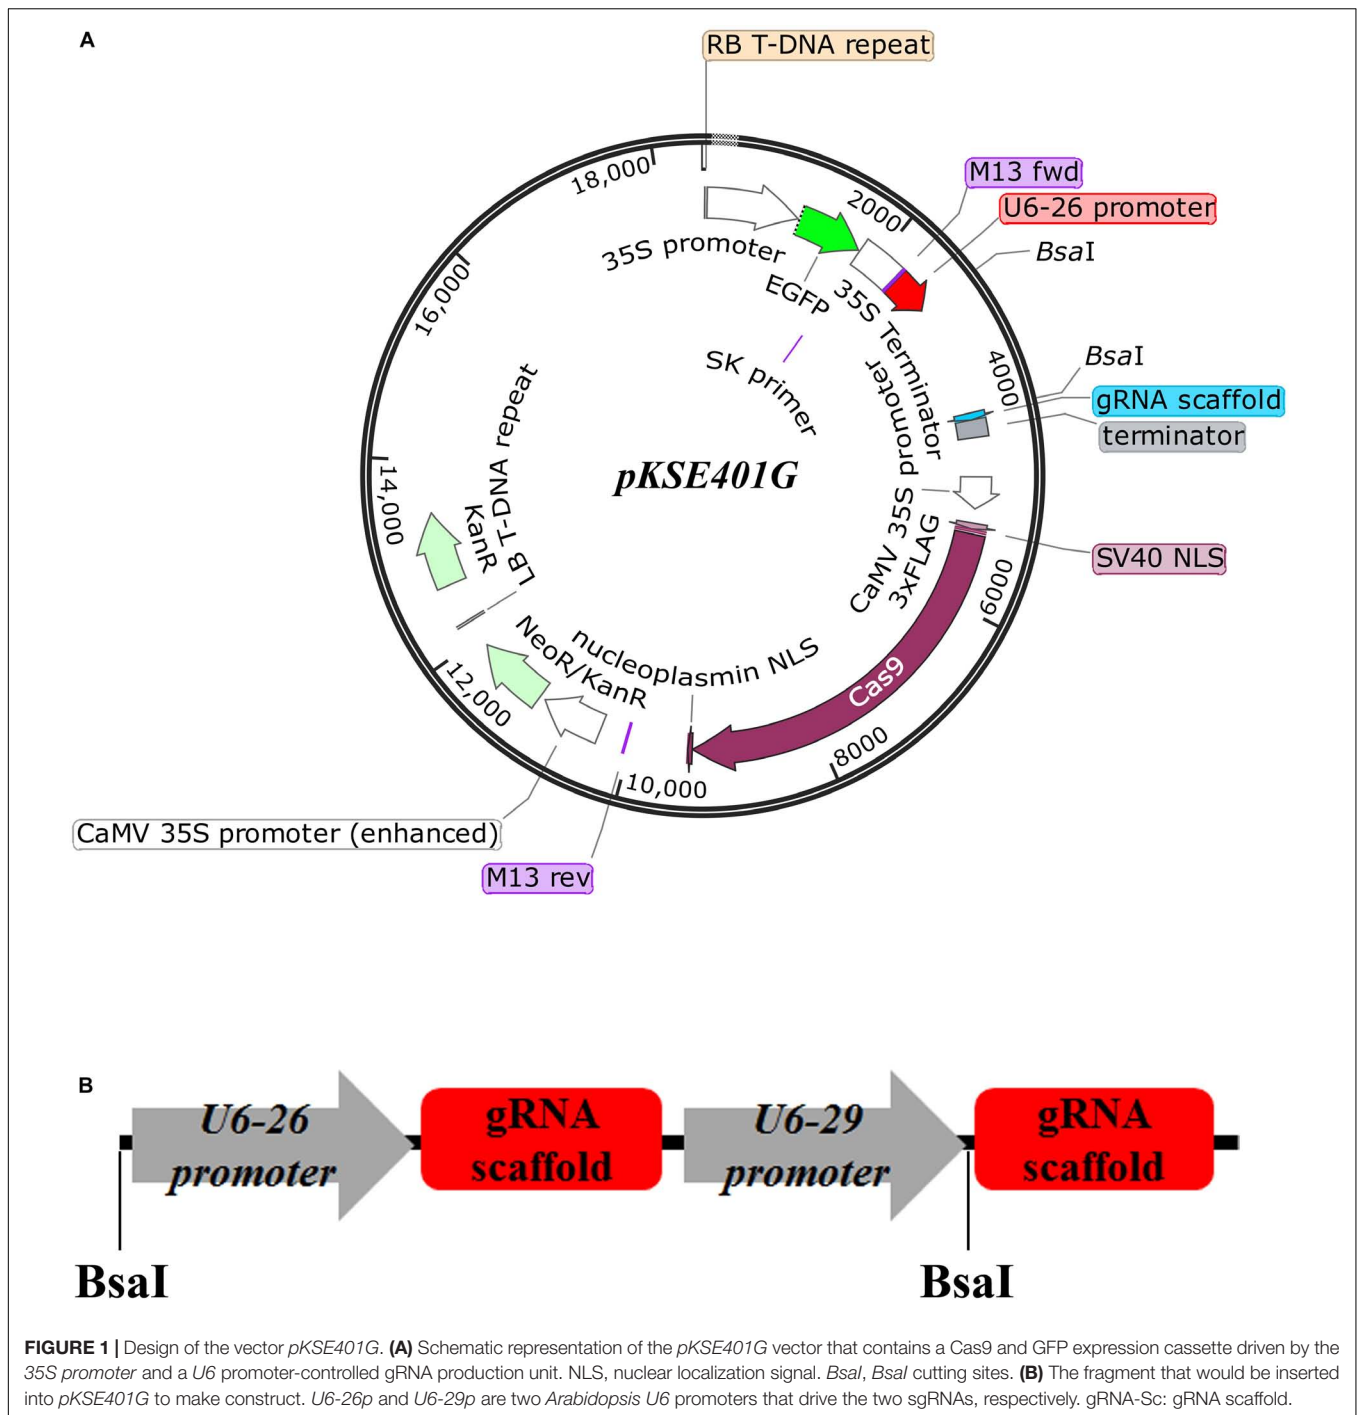 A
RB T-DNA repeat
M13 fwd
U6-26 promoter
BsaI
18,000
2000
35S promoter
EGFP
35S Terminator
16,000
4000
BsaI
gRNA scaffold
terminator
SK primer
CaMV 35S promoter
LB T-DNA repeat
pKSE401G
14,000
KanR
3xFLAG
SV40 NLS
6000
nucleoplasmin NLS
NeoR/KanR
Cas9
12,000
8000
10,000
CaMV 35S promoter (enhanced)
M13 rev
B
U6-26
promoter
gRNA
scaffold
U6-29
promoter
gRNA
scaffold
BsaI
BsaI
FIGURE 1 | Design of the vector pKSE401G. (A) Schematic representation of the pKSE401G vector that contains a Cas9 and GFP expression cassette driven by the
35S promoter and a U6 promoter-controlled gRNA production unit. NLS, nuclear localization signal. BsaI, BsaI cutting sites. (B) The fragment that would be inserted
into pKSE401G to make construct. U6-26p and U6-29p are two Arabidopsis U6 promoters that drive the two sgRNAs, respectively. gRNA-Sc: gRNA scaffold.